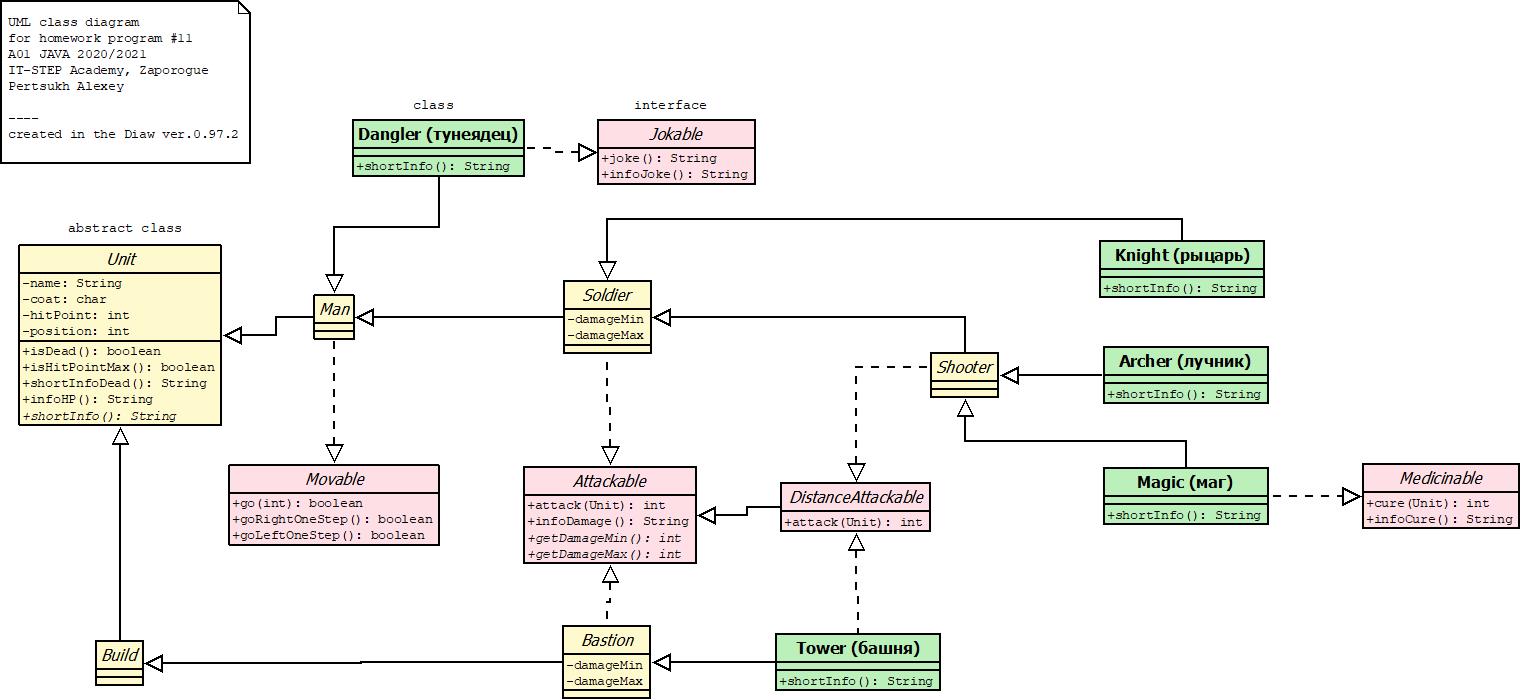 UML class diagram
for homework program #11
A01 JAVA 2020/2021
IT-STEP Academy, Zaporogue
Pertsukh Alexey
----
created in the Diaw ver.0.97.2
class
Dangler (тунеядец)
+shortInfo(): String
interface
Jokable
+joke(): String
+infoJoke(): String
abstract class
Unit
-name: String
-coat: char
-hitPoint: int
-position: int
+isDead(): boolean
+isHitPointMax(): boolean
+shortInfoDead(): String
+infoHP(): String
+shortInfo(): String
Man
Soldier
-damageMin
-damageMax
Knight (рыцарь)
+shortInfo(): String
Shooter
Archer (лучник)
+shortInfo(): String
Movable
+go(int): boolean
+goRightOneStep(): boolean
+goLeftOneStep(): boolean
Attackable
+attack(Unit): int
+infoDamage(): String
+getDamageMin(): int
+getDamageMax(): int
DistanceAttackable
+attack(Unit): int
Magic (маг)
+shortInfo(): String
Medicinable
+cure(Unit): int
+infoCure(): String
Build
Bastion
-damageMin
-damageMax
Tower (башня)
+shortInfo(): String